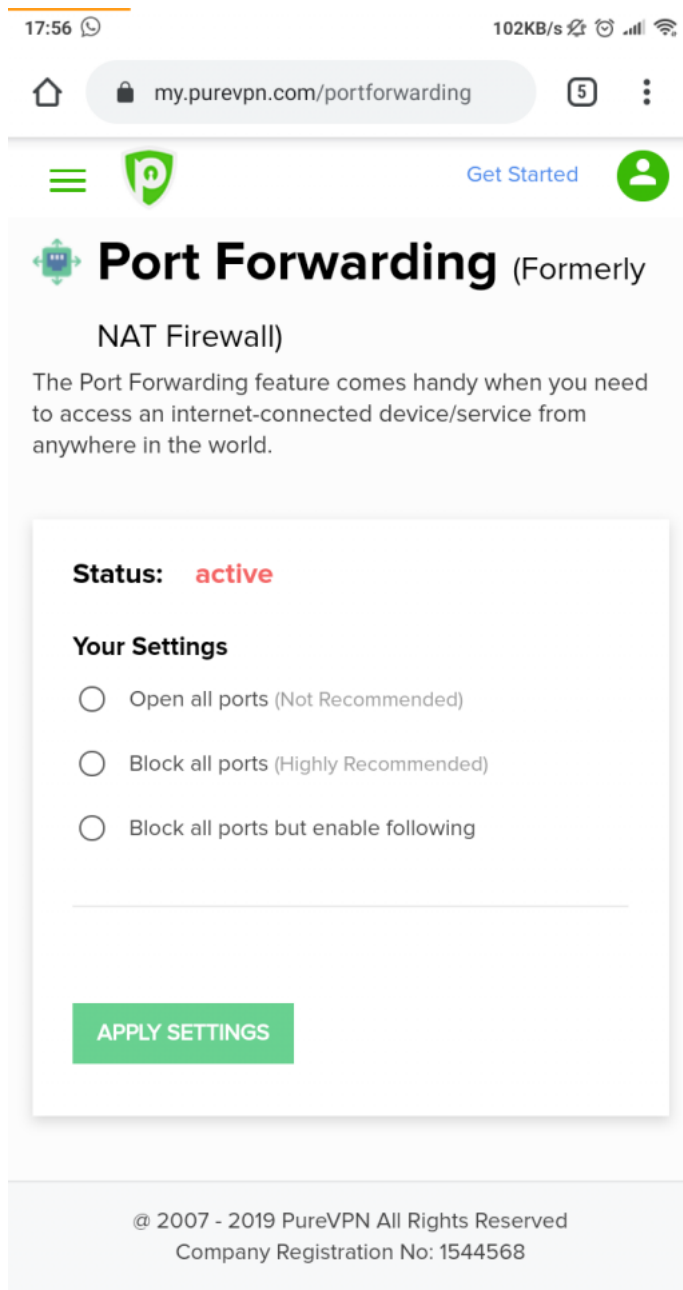 17:56 102KB/s
my.purevpn.com/portforwarding 5
Get Started
Port Forwarding (Formerly
NAT Firewall)
The Port Forwarding feature comes handy when you need
to access an internet-connected device/service from
anywhere in the world.
Status: active
Your Settings
Open all ports (Not Recommended)
Block all ports (Highly Recommended)
Block all ports but enable following
APPLY SETTINGS
@ 2007 - 2019 PureVPN All Rights Reserved
Company Registration No: 1544568